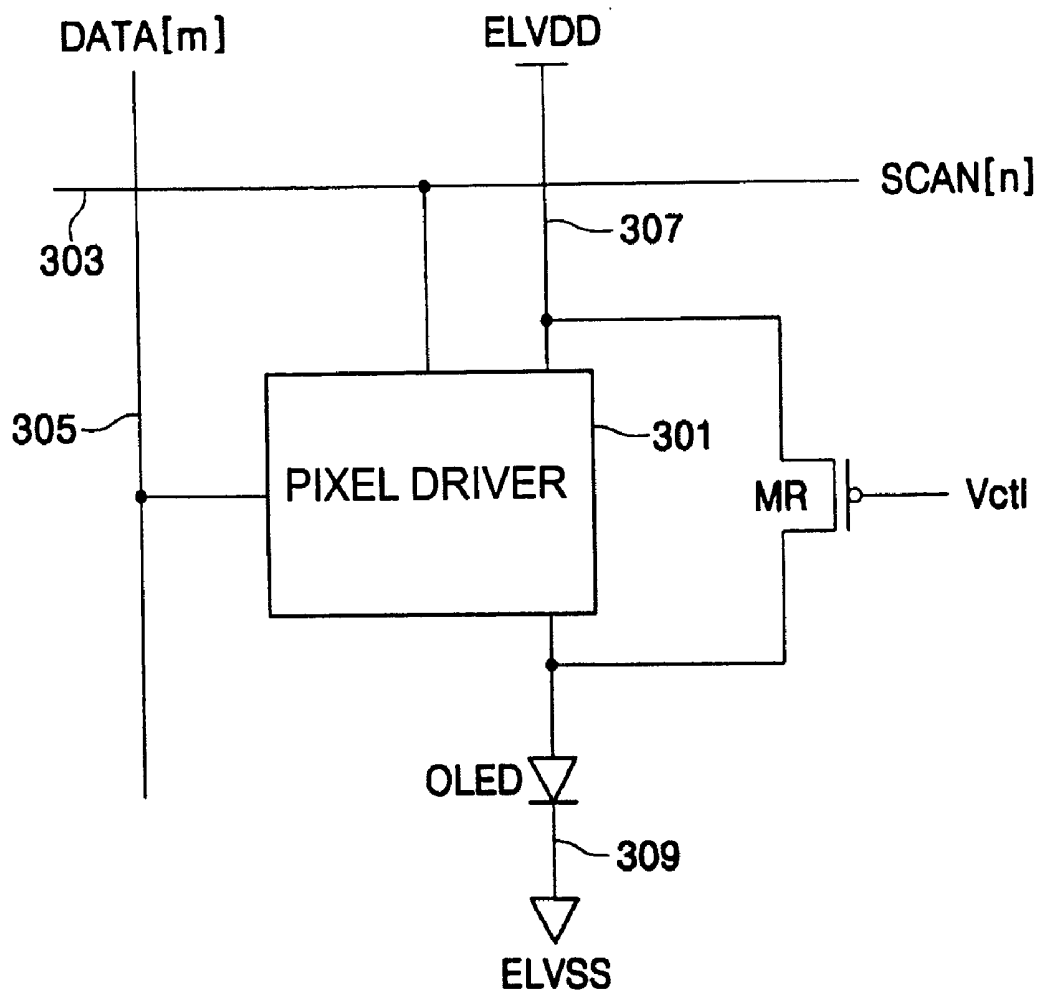 DATA[m]
ELVDD
SCAN[n]
303
307
305
301
PIXEL DRIVER
MR
Vctl
OLED
309
ELVSS